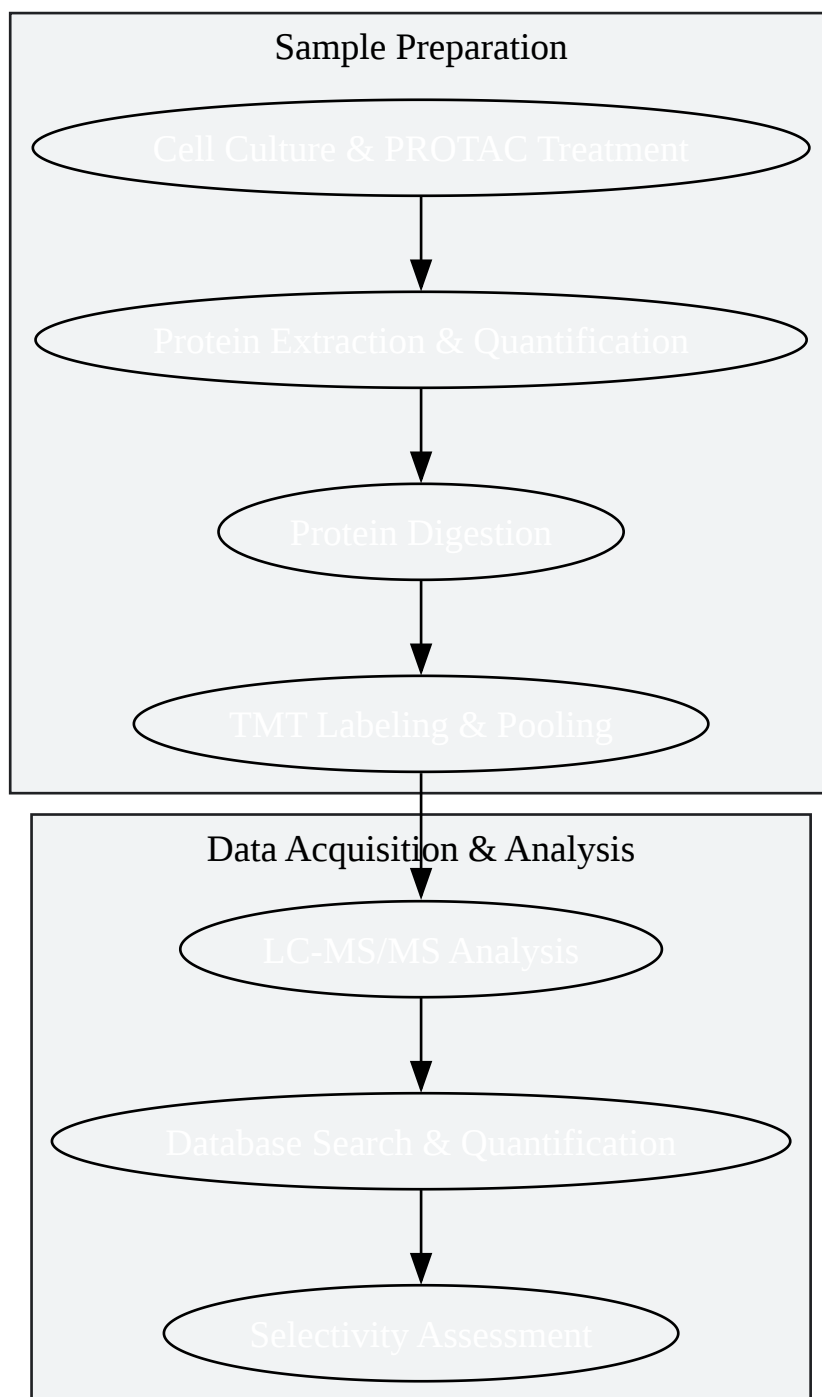 Sample Preparation
Cell Culture & PROTAC Treatment
Protein Extraction & Quantification
Protein Digestion
TMT Labeling & Pooling
Data Acquisition & Analysis
LC-MS/MS Analysis
Database Search & Quantification
Selectivity Assessment